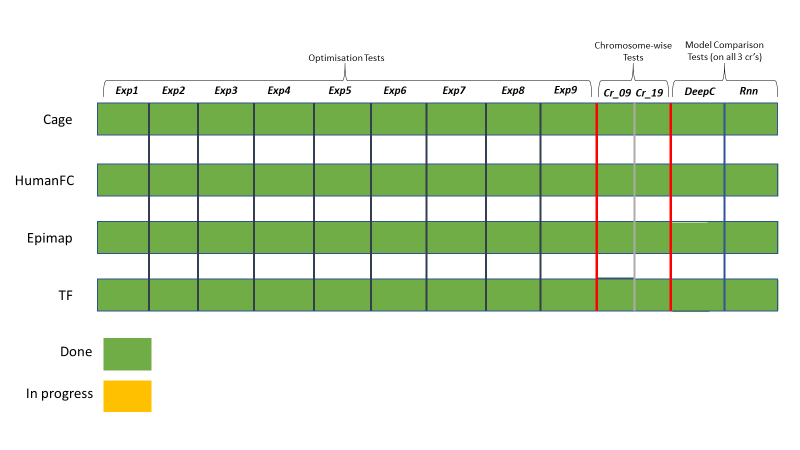 Optimisation Tests
Chromosome-wise
Tests
Model Comparison
Tests (on all 3 cr's)
Exp1 Exp2 Exp3 Exp4 Exp5 Exp6 Exp7 Exp8 Exp9 Cr_09 Cr_19 DeepC Rnn
Cage
HumanFC
Epimap
TF
Done
In progress